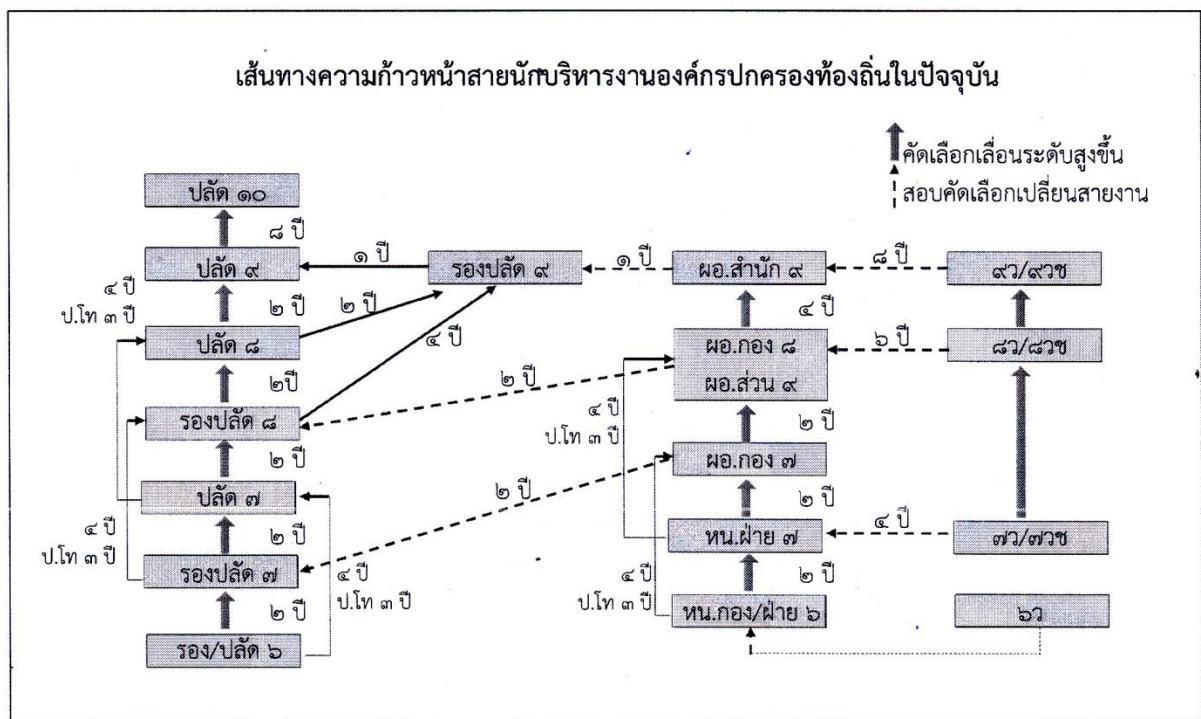 เส้นทางความก้าวหน้าสายนักบริหารงานองค์กรปกครองท้องถิ่นในปัจจุบัน
คัดเลือกเลื่อนระดับสูงขึ้น
สอบคัดเลือกเปลี่ยนสายงาน
ปลัด ๑๐
๘ ปี
ปลัด ๙
๑ ปี
รองปลัด ๙
๑ ปี
ผอ.สำนัก ๙
๘ ปี
๙ว/๙วช
๔ ปี
ป.โท ๓ ปี
๒ ปี
๒ ปี
๔ ปี
๔ ปี
ปลัด ๘
ผอ.กอง ๘
ผอ.ส่วน ๙
๖ ปี
๘ว/๘วช
๒ปี
๒ ปี
รองปลัด ๘
๔ ปี
ป.โท ๓ ปี
๒ ปี
๒ ปี
ผอ.กอง ๗
ปลัด ๗
๒ ปี
๒ ปี
๔ ปี
ป.โท ๓ ปี
๒ ปี
หน.ฝ่าย ๗
๔ ปี
๗ว/๗วช
รองปลัด ๗
๔ ปี
ป.โท ๓ ปี
๔ ปี
ป.โท ๓ ปี
๒ ปี
๒ ปี
รอง/ปลัด ๖
หน.กอง/ฝ่าย ๖
๖ว